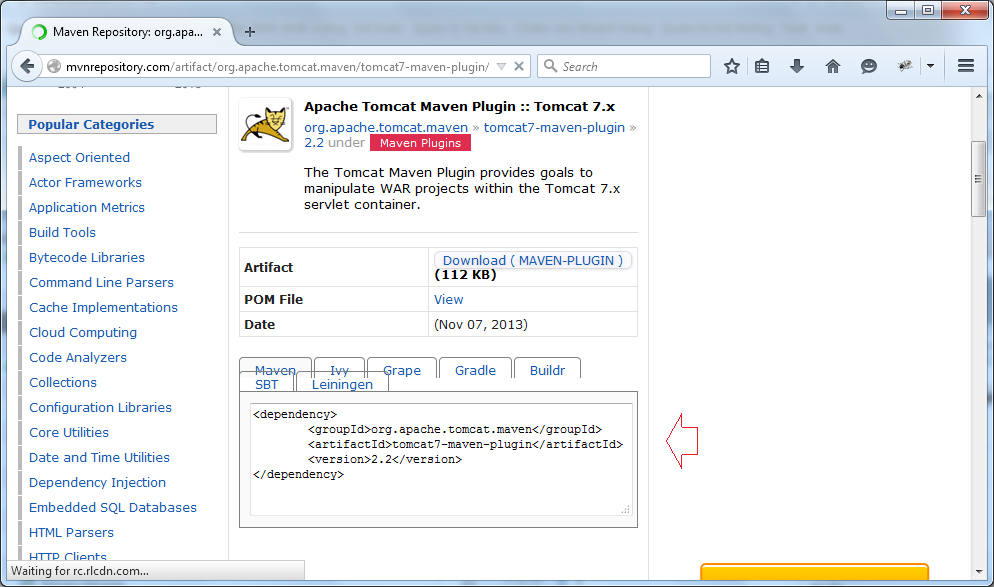 Maven Repository: org.apa...
mvnrepository.com/artifact/org.apache.tomcat.maven/tomcat7-maven-plugin/
Search
Popular Categories
Aspect Oriented
Actor Frameworks
Application Metrics
Build Tools
Bytecode Libraries
Command Line Parsers
Cache Implementations
Cloud Computing
Code Analyzers
Collections
Configuration Libraries
Core Utilities
Date and Time Utilities
Dependency Injection
Embedded SQL Databases
HTML Parsers
HTTP Clients
Apache Tomcat Maven Plugin :: Tomcat 7.x
org.apache.tomcat.maven » tomcat7-maven-plugin »
2.2 under Maven Plugins
The Tomcat Maven Plugin provides goals to
manipulate WAR projects within the Tomcat 7.x
servlet container.
Artifact Download ( MAVEN-PLUGIN )
(112 KB)
POM File View
Date (Nov 07, 2013)
Maven Ivy Grape Gradle Buildr
SBT Leiningen
<dependency>
<groupId>org.apache.tomcat.maven</groupId>
<artifactId>tomcat7-maven-plugin</artifactId>
<version>2.2</version>
</dependency>
Waiting for rc.rlcdn.com...